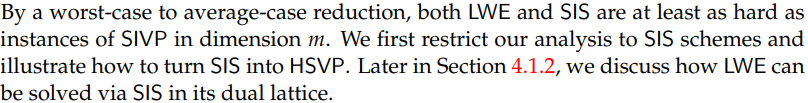 By a worst-case to average-case reduction, both LWE and SIS are at least as hard as
instances of SIVP in dimension m. We first restrict our analysis to SIS schemes and
illustrate how to turn SIS into HSVP. Later in Section 4.1.2, we discuss how LWE can
be solved via SIS in its dual lattice.